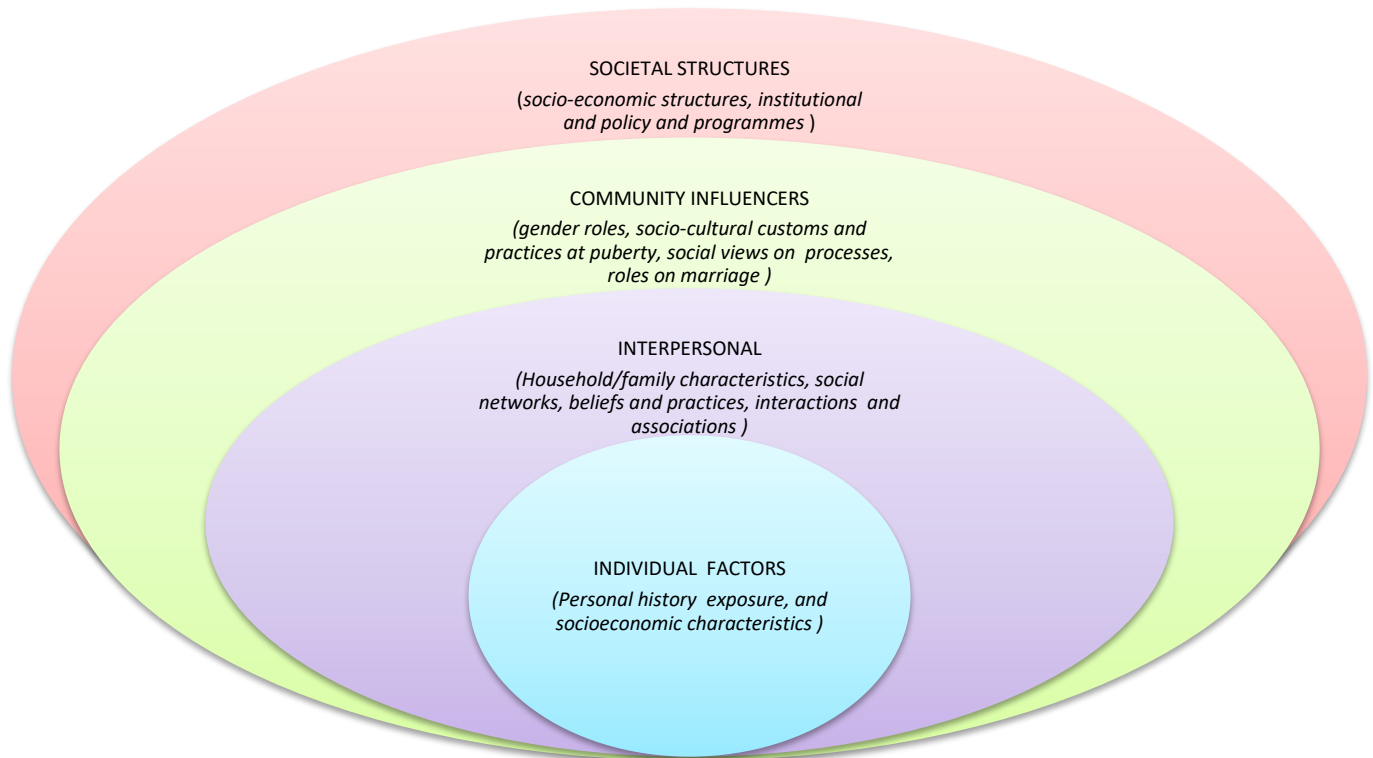 SOCIETAL STRUCTURES
(socio-economic structures, institutional
and policy and programmes )
COMMUNITY INFLUENCERS
(gender roles, socio-cultural customs and
practices at puberty, social views on  processes,
roles on marriage )
INTERPERSONAL
(Household/family characteristics, social
networks, beliefs and practices, interactions  and
associations )
INDIVIDUAL  FACTORS
(Personal history  exposure, and
socioeconomic characteristics )